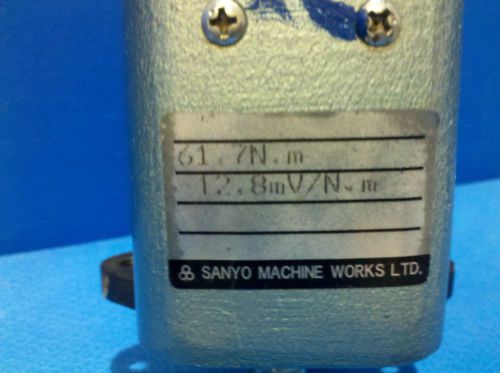 61.7N.m
12.8mV/N.m
SANYO MACHINE WORKS LTD.